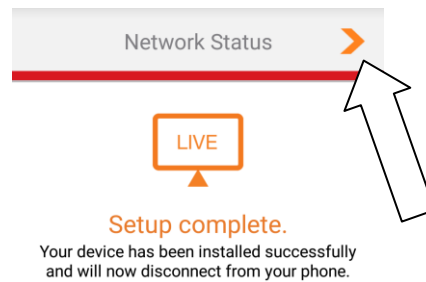 Network Status
LIVE
Setup complete.
Your device has been installed successfully
and will now disconnect from your phone.